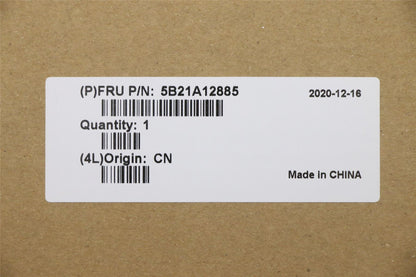 (P)FRU P/N: 5B21A12885 2020-12-16
Quantity: 1
(4L)Origin: CN
Made in CHINA